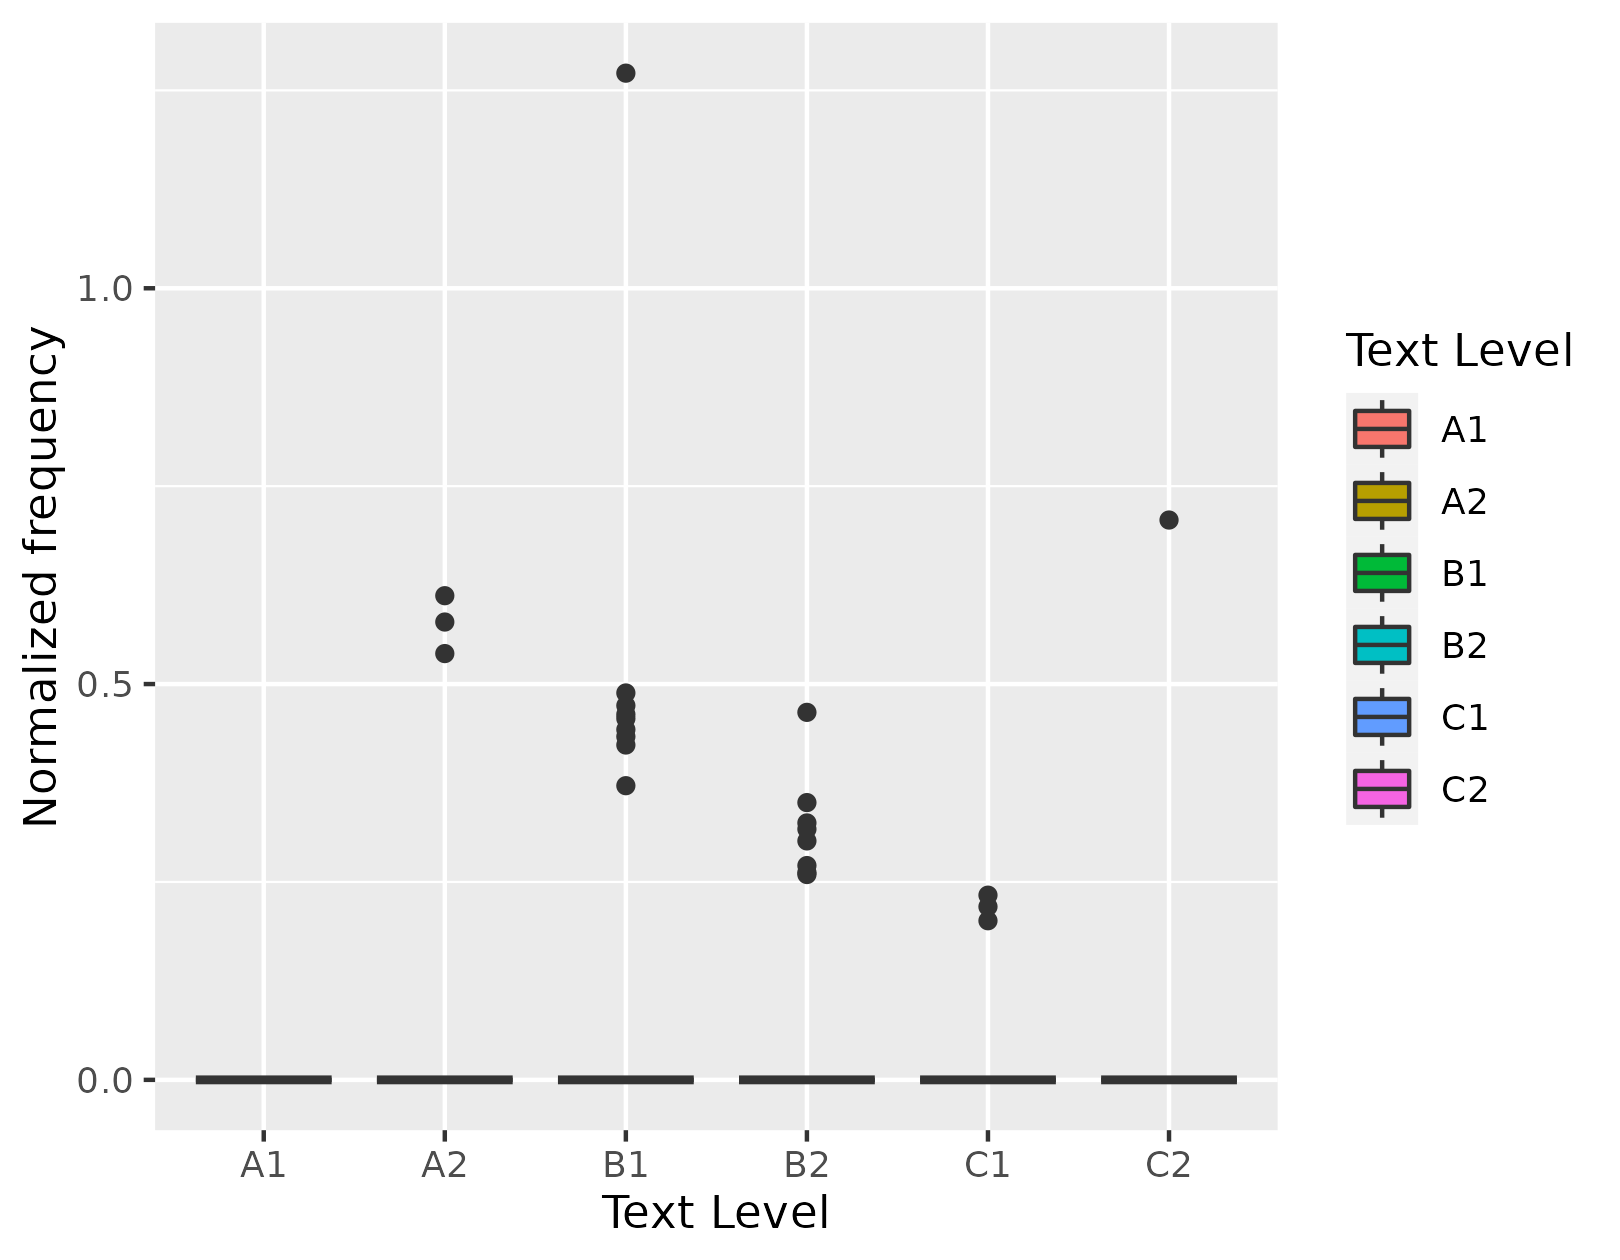 Normalized frequency
1.0
0.5
0.0
A1 A2 B1 B2 C1 C2
Text Level
Text Level
A1
A2
B1
B2
C1
C2